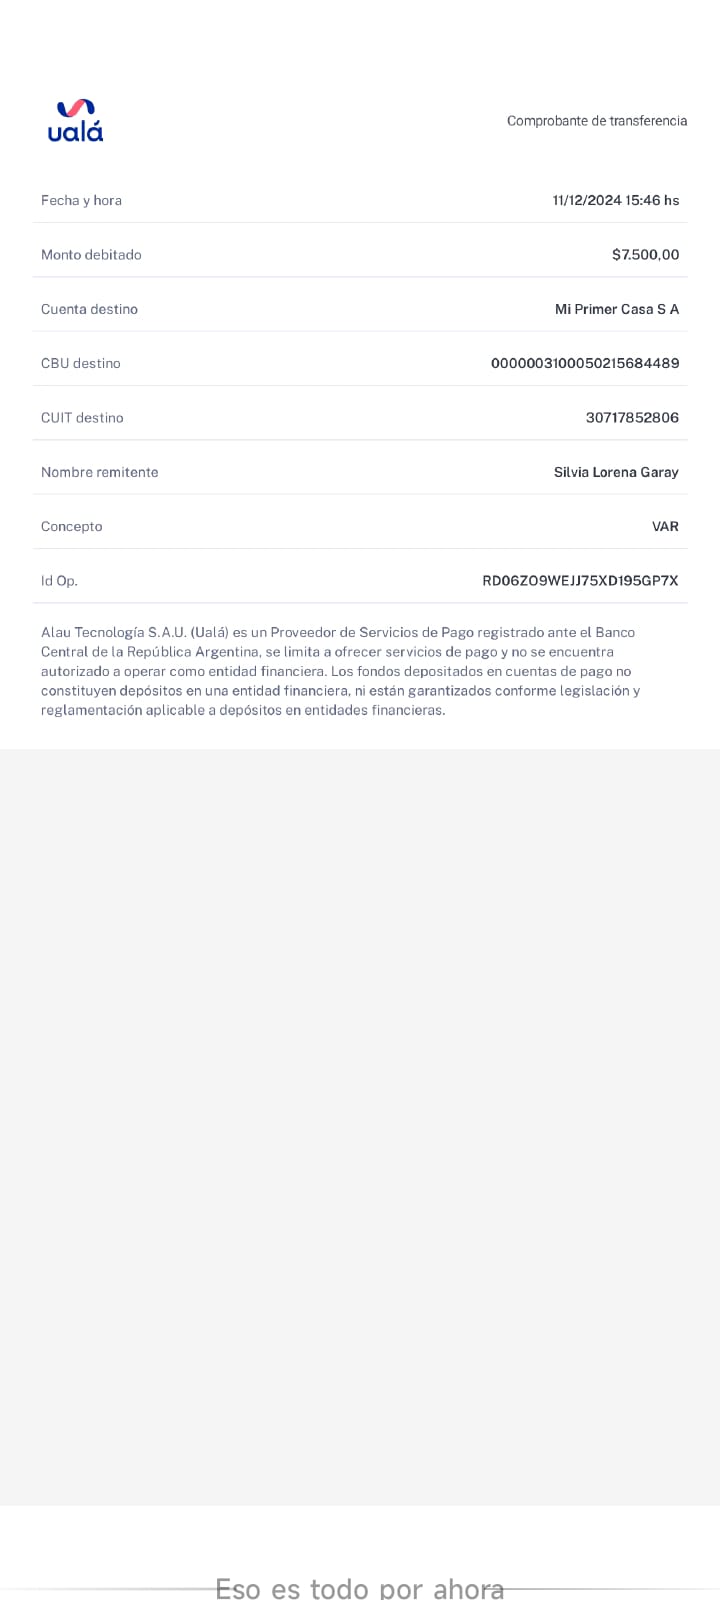 ualá
Comprobante de transferencia
Fecha y hora 11/12/2024 15:46 hs
Monto debitado $7.500,00
Cuenta destino Mi Primer Casa S A
CBU destino 0000003100050215684489
CUIT destino 30717852806
Nombre remitente Silvia Lorena Garay
Concepto VAR
Id Op. RD06ZO9WEJJ75XD195GP7X
Alau Tecnología S.A.U. (Ualá) es un Proveedor de Servicios de Pago registrado ante el Banco
Central de la República Argentina, se limita a ofrecer servicios de pago y no se encuentra
autorizado a operar como entidad financiera. Los fondos depositados en cuentas de pago no
constituyen depósitos en una entidad financiera, ni están garantizados conforme legislación y
reglamentación aplicable a depósitos en entidades financieras.
Eso es todo por ahora